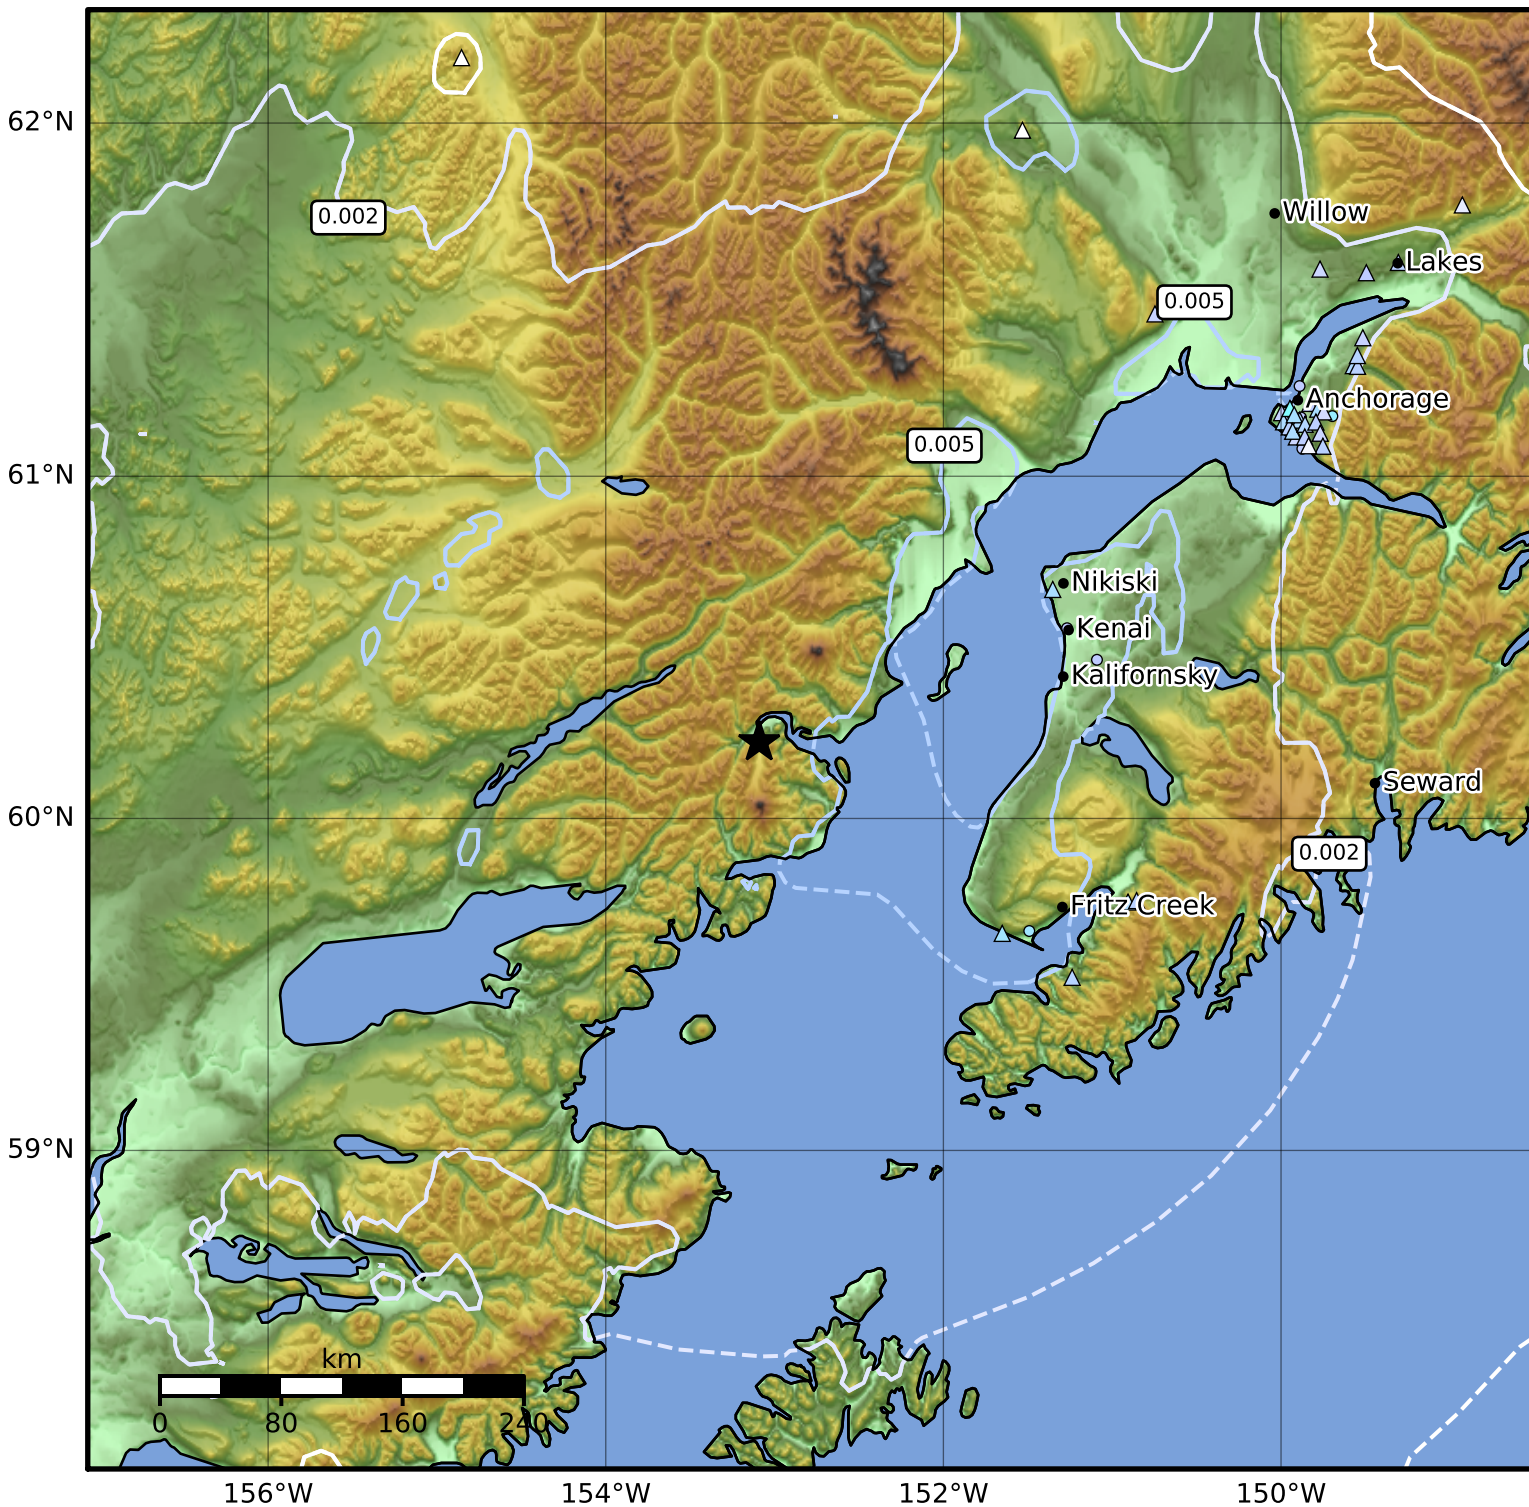 62°N
0.002
Willow
Lakes
0.005
Anchorage
0.005
61°N
Nikiski
Kenai
Kalifornsky
Seward
60°N
0.002
Fritz Creek
59°N
km
0 80 160 240
156°W 154°W 152°W 150°W